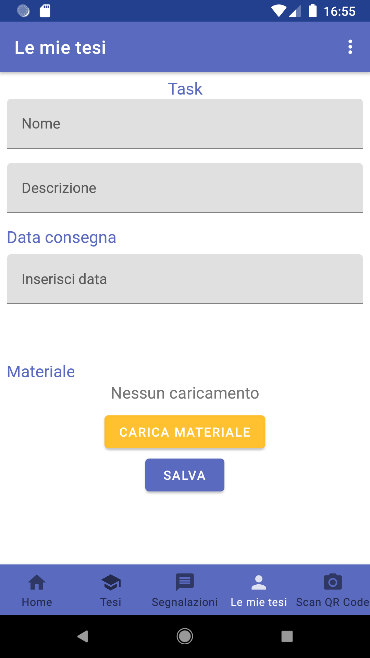 16:55
Le mie tesi
Task
Nome
Descrizione
Data consegna
Inserisci data
Materiale
Nessun caricamento
CARICA MATERIALE
SALVA
Home Tesi Segnalazioni Le mie tesi Scan QR Code